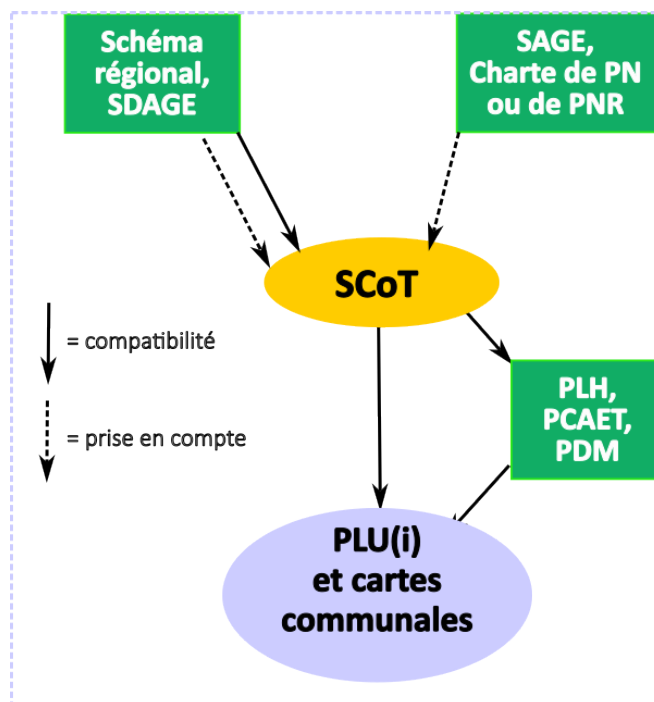 Schéma
régional,
SDAGE
SAGE,
Charte de PN
ou de PNR
SCoT
= compatibilité
= prise en compte
PLH,
PCAET,
PDM
PLU(i)
et cartes
communales